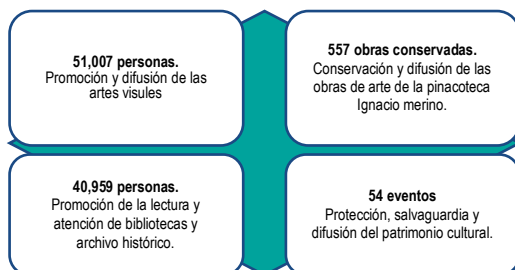 51,007 personas.
Promoción y difusión de las
artes visules
557 obras conservadas.
Conservación y difusión de las
obras de arte de la pinacoteca
Ignacio merino.
40,959 personas.
Promoción de la lectura y
atención de bibliotecas y
archivo histórico.
54 eventos
Protección, salvaguardia y
difusión del patrimonio cultural.